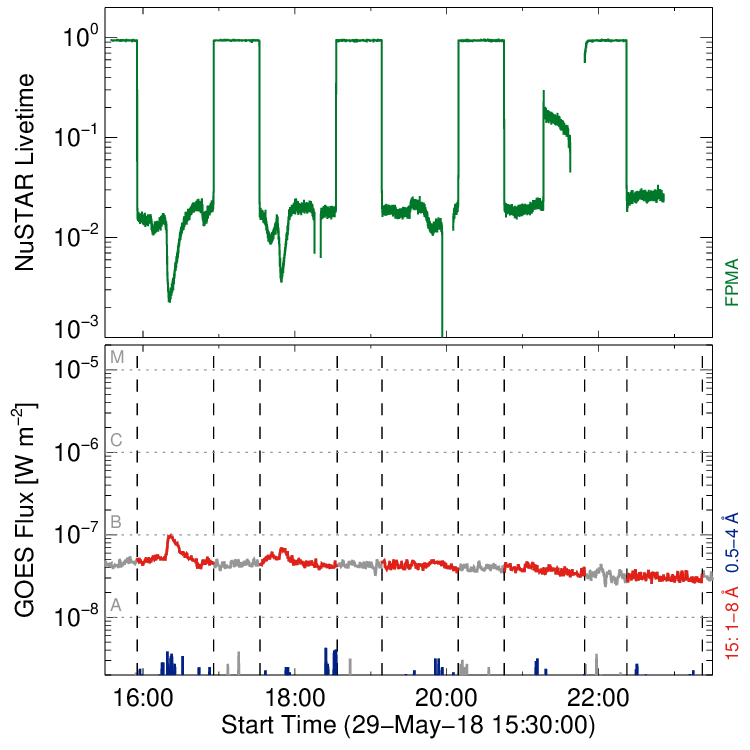 10⁰
10⁻¹
10⁻²
10⁻³
NuSTAR Livetime
FPMA
M
C
B
A
10⁻⁵
10⁻⁶
10⁻⁷
10⁻⁸
GOES Flux [W m⁻²]
15: 1−8 Å 0.5−4 Å
16:00 18:00 20:00 22:00
Start Time (29−May−18 15:30:00)